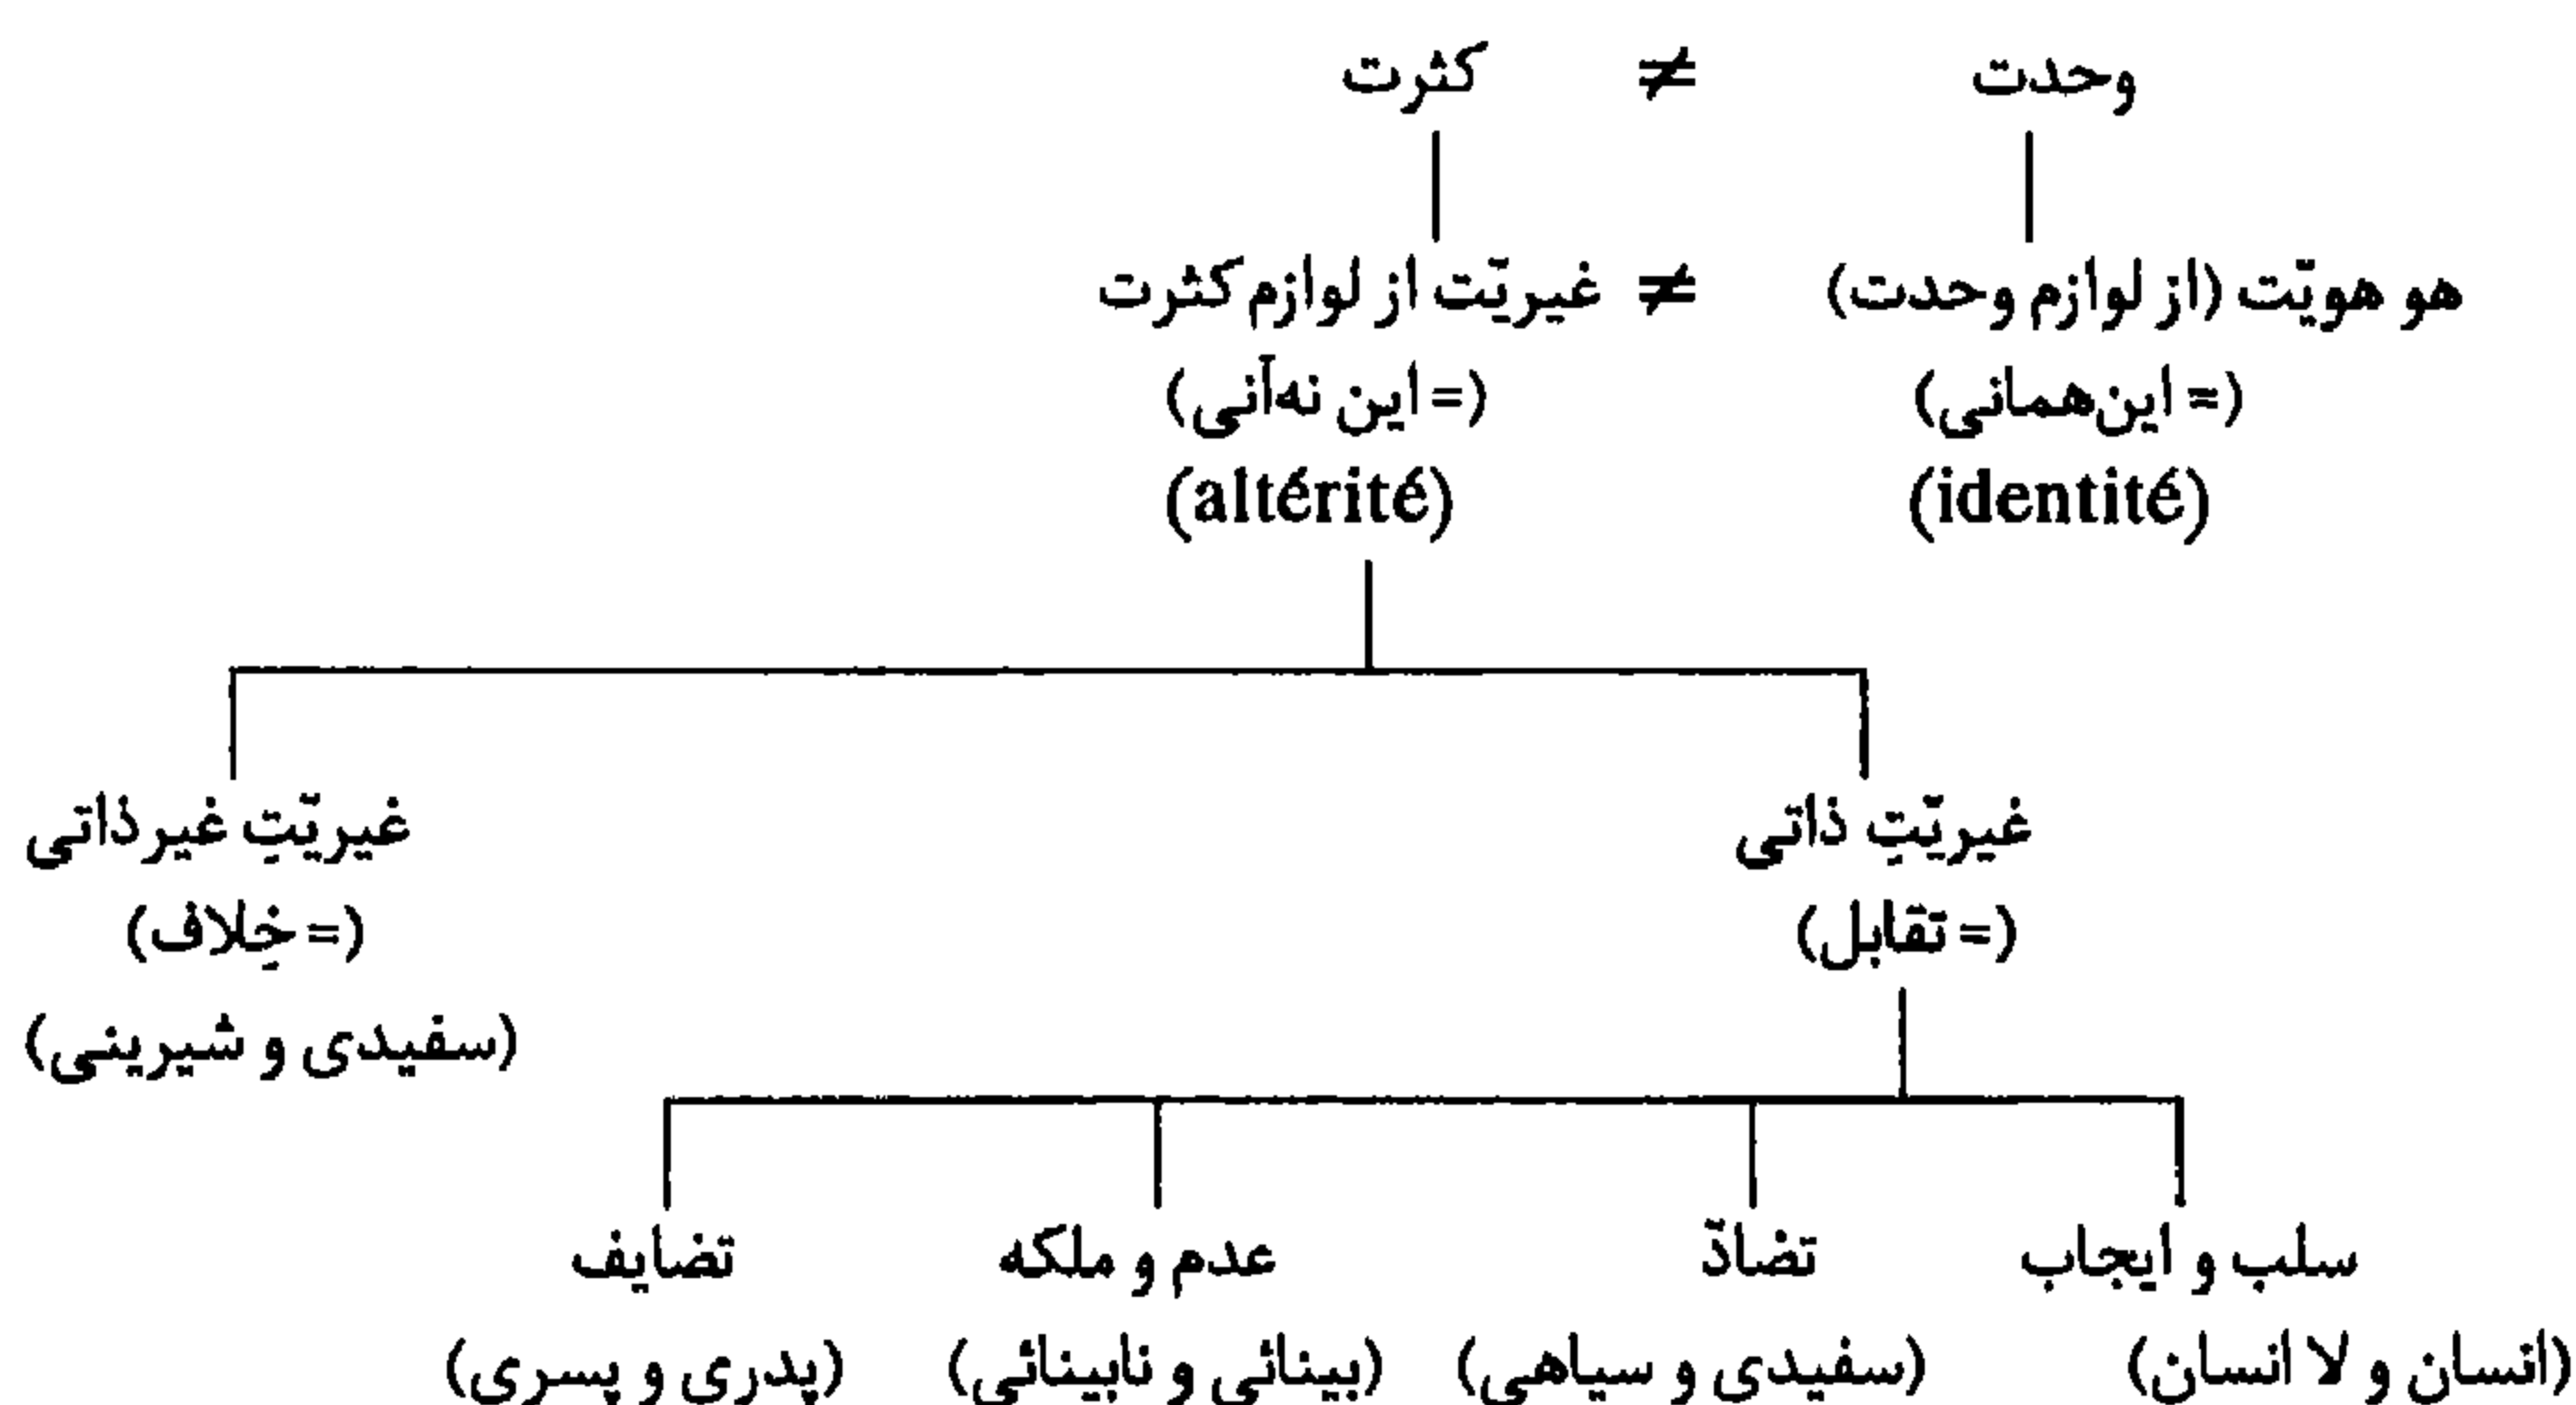 وحدت ≠ کثرت
هو هویّت (از لوازم وحدت) ≠ غیریّت از لوازم کثرت
(= این‌همانی) (= این نه‌آنی)
(identité) (altérité)
غیریّتِ ذاتی غیریّتِ غیرذاتی
(= تقابل) (= خِلاف)
(سفیدی و شیرینی)
سلب و ایجاب تضادّ عدم و ملکه تضایف
(انسان و لا انسان) (سفیدی و سیاهی) (بینائی و نابینائی) (پدری و پسری)